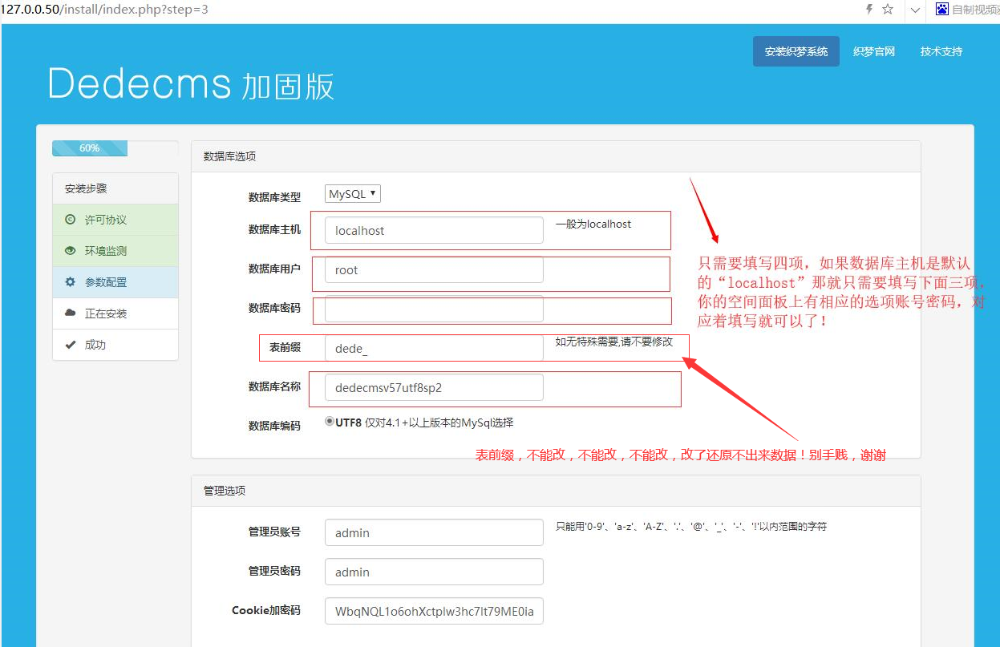 127.0.0.50/install/index.php?step=3
自制视频
安装织梦系统 织梦官网 技术支持
Dedecms 加固版
60%
安装步骤
许可协议
环境监测
参数配置
正在安装
成功
数据库选项
数据库类型 MySQL
数据库主机 localhost 一般为localhost
数据库用户 root
数据库密码
表前缀 dede_ 如无特殊需要,请不要修改
数据库名称 dedecmsv57utf8sp2
数据库编码 UTF8 仅对4.1+以上版本的MySql选择
只需要填写四项，如果数据库主机是默认
的“localhost”那就只需要填写下面三项，
你的空间面板上有相应的选项账号密码，对
应着填写就可以了！
表前缀，不能改，不能改，不能改，改了还原不出来数据！别手贱，谢谢
管理选项
管理员账号 admin 只能用'0-9'、'a-z'、'A-Z'、'.'、'@'、'_'、'-'、'!'以内范围的字符
管理员密码 admin
Cookie加密码